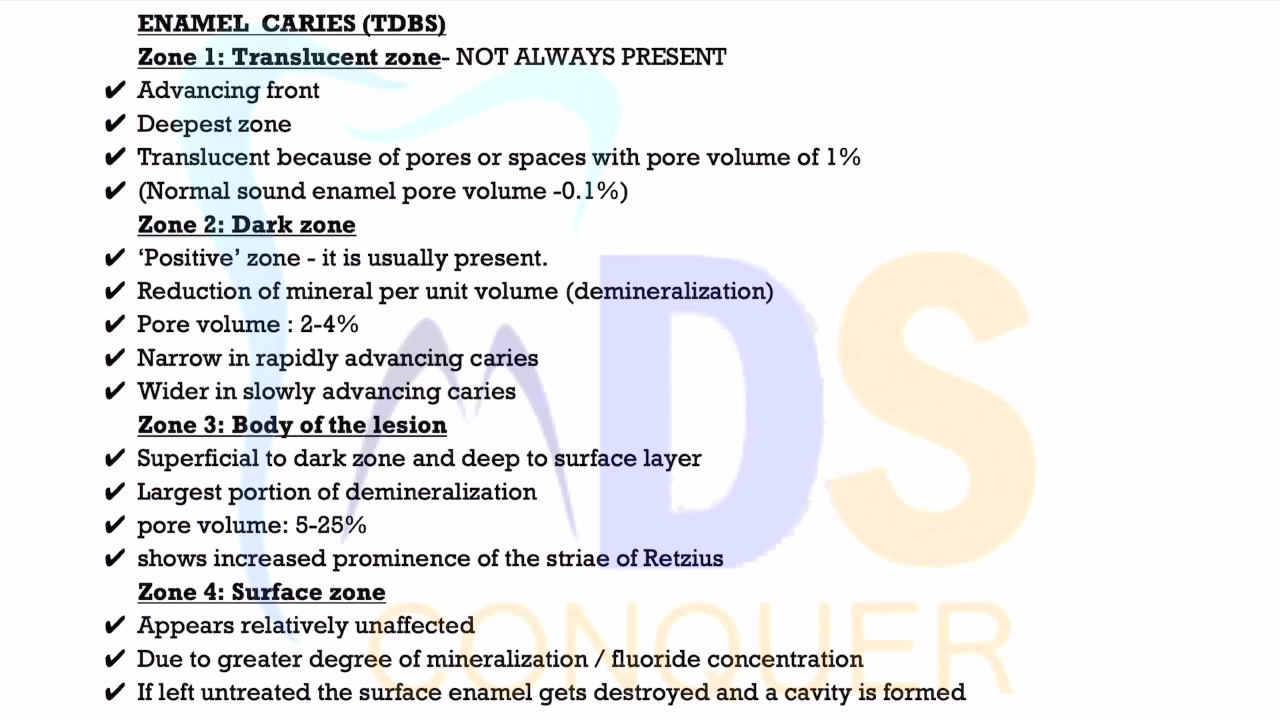 ENAMEL CARIES (TDBS)
Zone 1: Translucent zone- NOT ALWAYS PRESENT
✔ Advancing front
✔ Deepest zone
✔ Translucent because of pores or spaces with pore volume of 1%
✔ (Normal sound enamel pore volume -0.1%)
Zone 2: Dark zone
✔ ‘Positive’ zone - it is usually present.
✔ Reduction of mineral per unit volume (demineralization)
✔ Pore volume : 2-4%
✔ Narrow in rapidly advancing caries
✔ Wider in slowly advancing caries
Zone 3: Body of the lesion
✔ Superficial to dark zone and deep to surface layer
✔ Largest portion of demineralization
✔ pore volume: 5-25%
✔ shows increased prominence of the striae of Retzius
Zone 4: Surface zone
✔ Appears relatively unaffected
✔ Due to greater degree of mineralization / fluoride concentration
✔ If left untreated the surface enamel gets destroyed and a cavity is formed
MDS
CONQUER